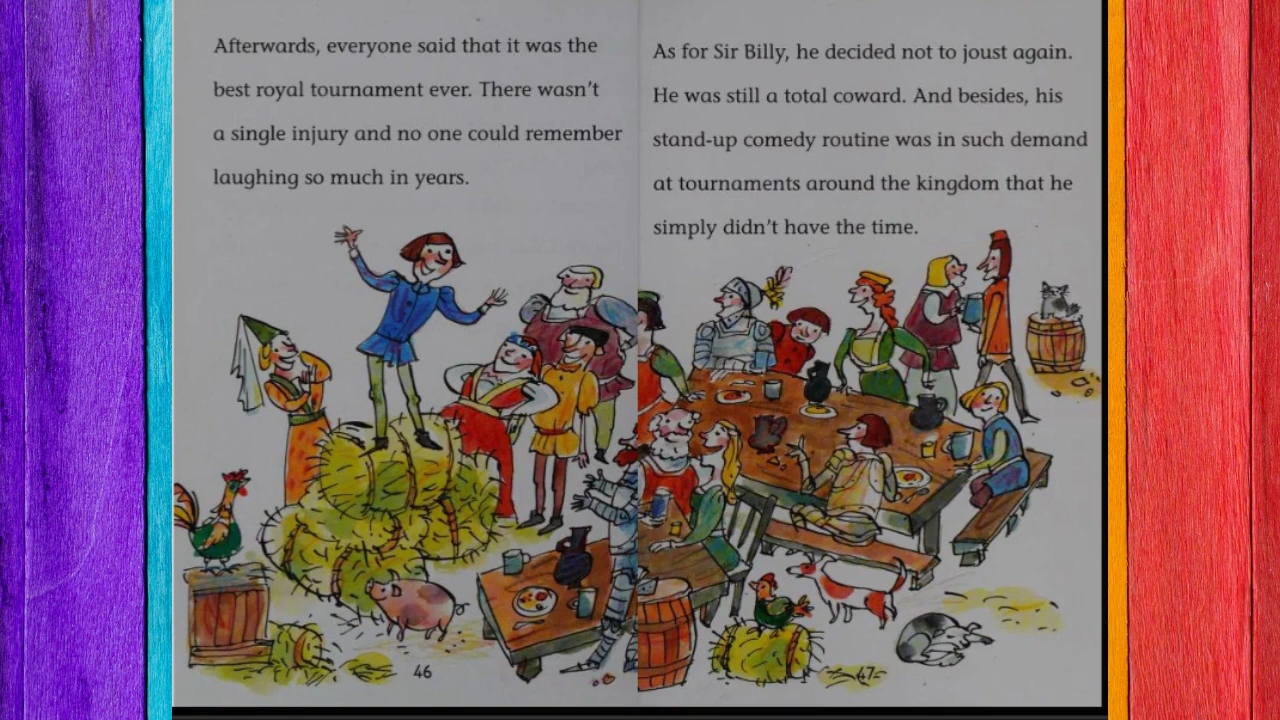 Afterwards, everyone said that it was the
best royal tournament ever. There wasn't
a single injury and no one could remember
laughing so much in years.
46
As for Sir Billy, he decided not to joust again.
He was still a total coward. And besides, his
stand-up comedy routine was in such demand
at tournaments around the kingdom that he
simply didn't have the time.
47